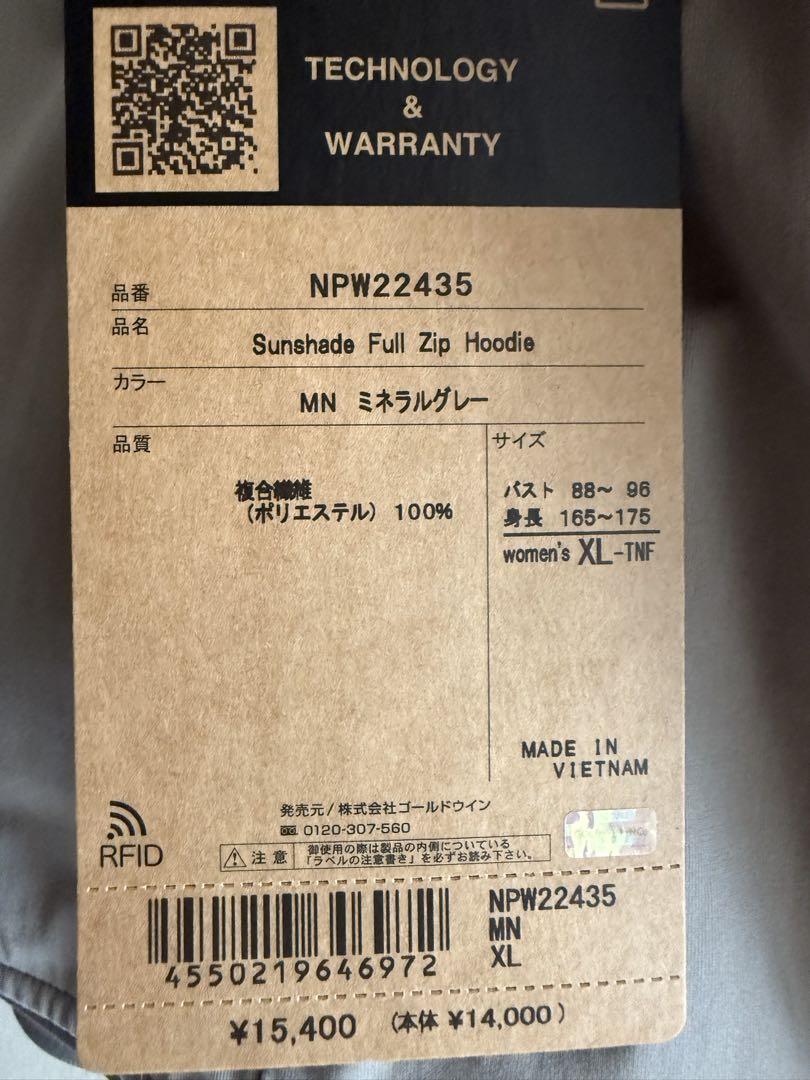 TECHNOLOGY
&
WARRANTY
品番 NPW22435
品名 Sunshade Full Zip Hoodie
カラー MN ミネラルグレー
品質
複合繊維
(ポリエステル) 100%
サイズ
バスト 88〜 96
身長 165〜175
women's XL-TNF
MADE IN
VIETNAM
発売元/株式会社ゴールドウイン
0120-307-560
RFID
注意
御使用の際は製品の内側についている
「ラベルの注意書き」を必ずお読み下さい。
4550219646972
NPW22435
MN
XL
¥15,400 (本体 ¥14,000)